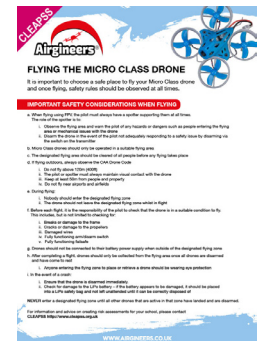 CLEAPSS
Airgineers
FLYING THE MICRO CLASS DRONE
It is important to choose a safe place to fly your Micro Class drone
and once flying, safety rules should be observed at all times.
IMPORTANT SAFETY CONSIDERATIONS WHEN FLYING
a. When flying using FPV the pilot must always have a spotter supporting them at all times.
The role of the spotter is to:
i. Observe the flying area and warn the pilot of any hazards or dangers such as people entering the flying
area or mechanical issues with the drone
ii. Disarm the drone in the event of the pilot not adequately responding to a safety issue by disarming via
the switch on the transmitter
b. Micro Class drones should only be operated in a suitable flying area
c. The designated flying area should be cleared of all people before any flying takes place
d. If flying outdoors, always observe the CAA Drone Code
i. Do not fly above 120m (400ft)
ii. The pilot or spotter must always maintain visual contact with the drone
iii. Keep at least 50m from people and property
iv. Do not fly near airports and airfields
e. During flying:
i. Nobody should enter the designated flying zone
ii. The drone should not leave the designated flying zone whilst in flight
f. Before each flight, it is the responsibility of the pilot to check that the drone is in a suitable condition to fly.
This includes, but is not limited to checking for:
i. Breaks or damage to the frame
ii. Cracks or damage to the propellers
iii. Damaged wires
iv. Fully functioning arm/disarm switch
v. Fully functioning failsafe
g. Drones should not be connected to their battery power supply when outside of the designated flying zone
h. After completing a flight, drones should only be collected from the flying area once all drones are disarmed
and have come to rest
i. Anyone entering the flying zone to place or retrieve a drone should be wearing eye protection
i. In the event of a crash:
i. Ensure that the drone is disarmed immediately
ii. Check for damage to the LiPo battery - if the battery appears to be damaged, it should be placed
into a LiPo safety bag and not left unattended until it can be correctly disposed of
NEVER enter a designated flying zone until all other drones that are active in that zone have landed and are disarmed.
For information and advice on creating risk assessments for your school, please contact
CLEAPSS http://www.cleapss.org.uk
WWW.AIRGINEERS.CO.UK